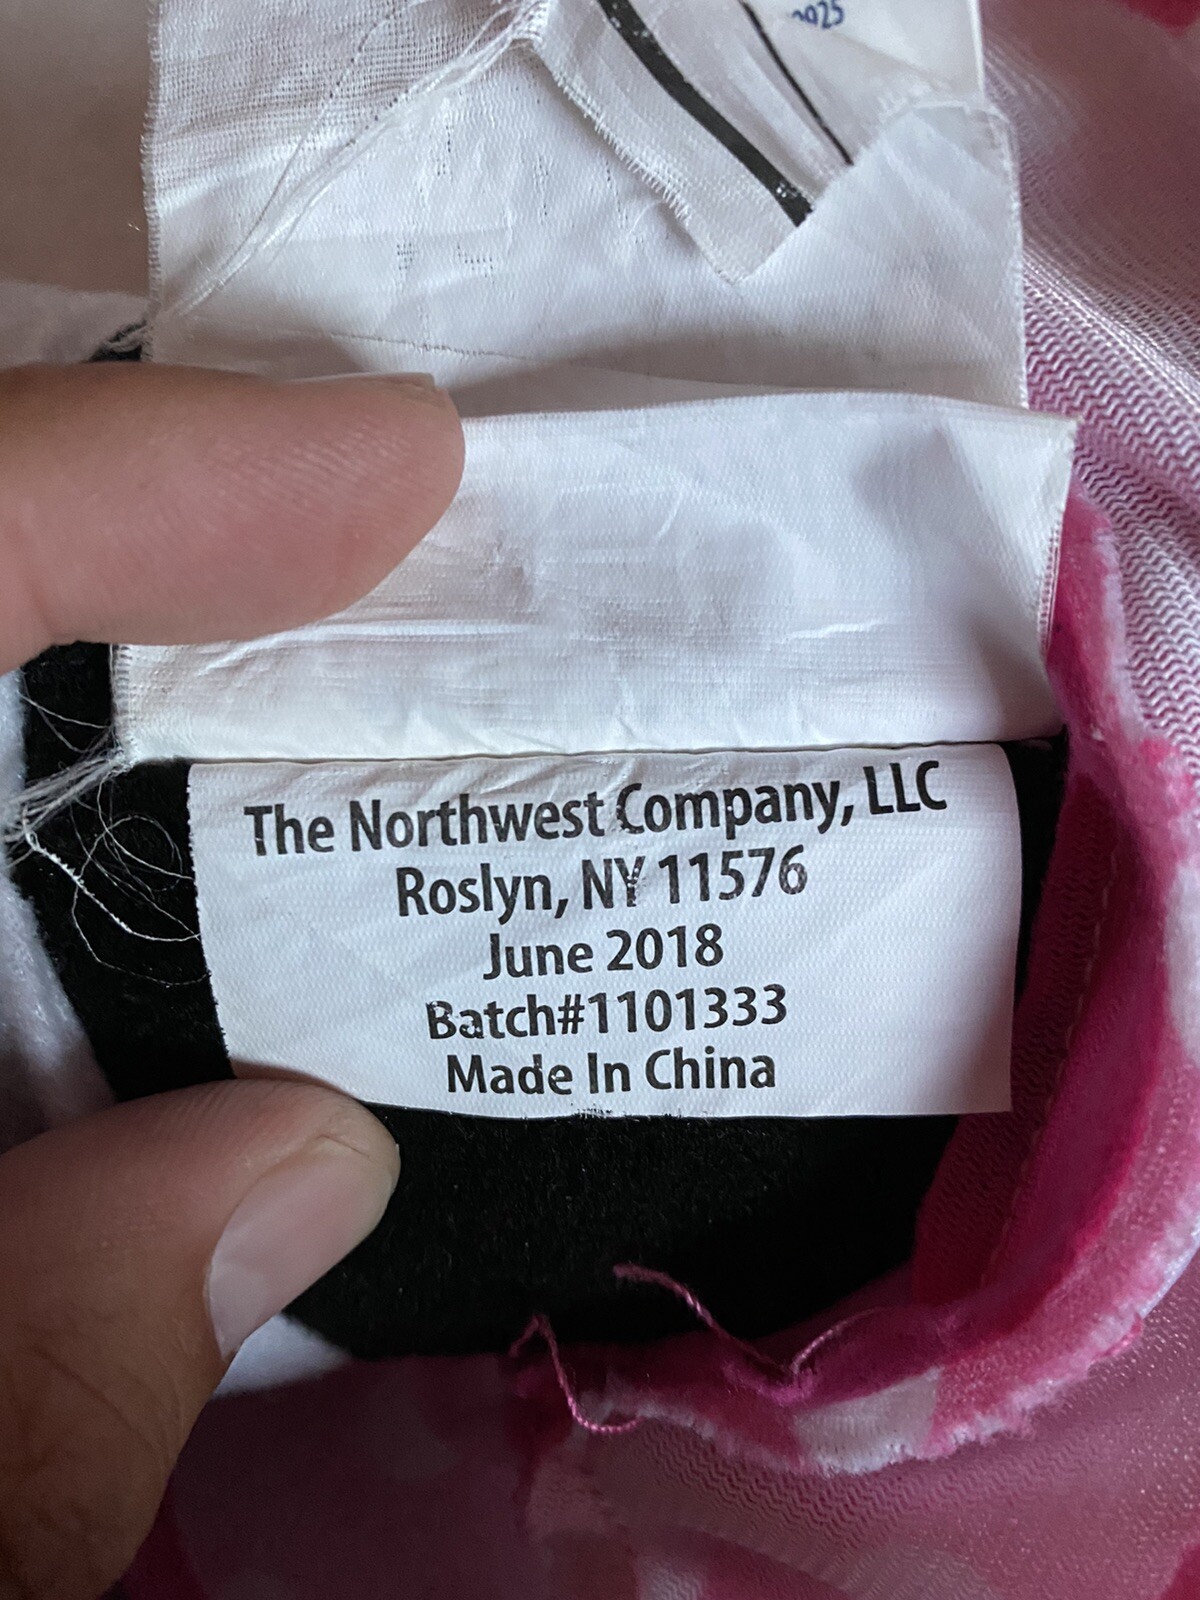 The Northwest Company, LLC
Roslyn, NY 11576
June 2018
Batch#1101333
Made In China